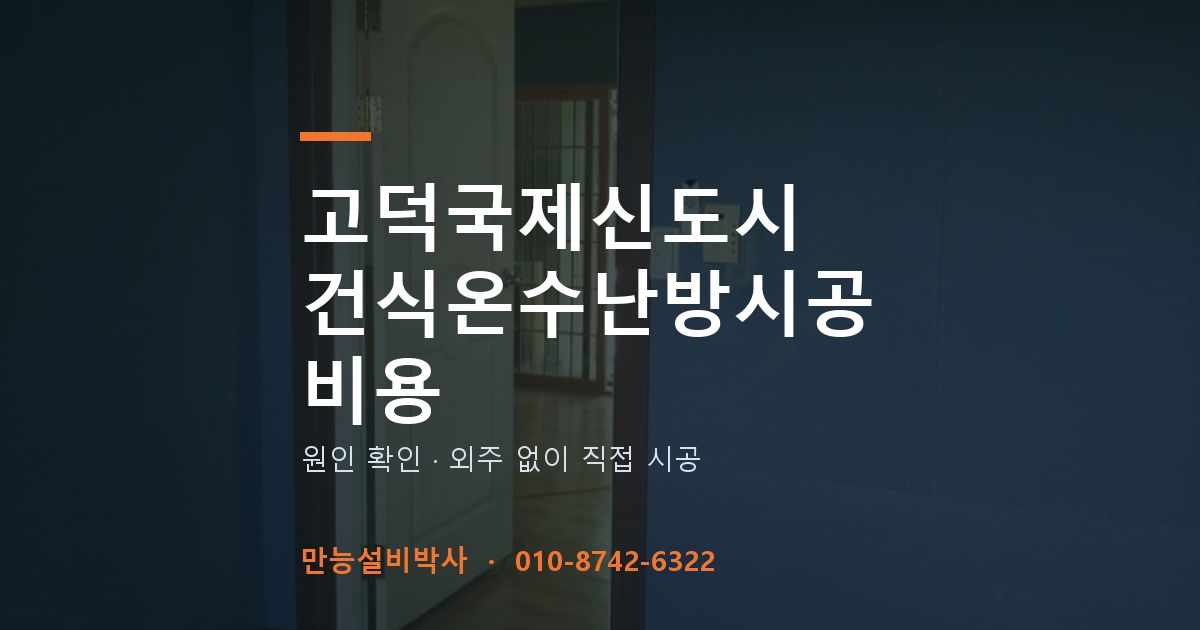 고덕국제신도시
건식온수난방시공
비용
원인 확인 · 외주 없이 직접 시공
만능설비박사 · 010-8742-6322